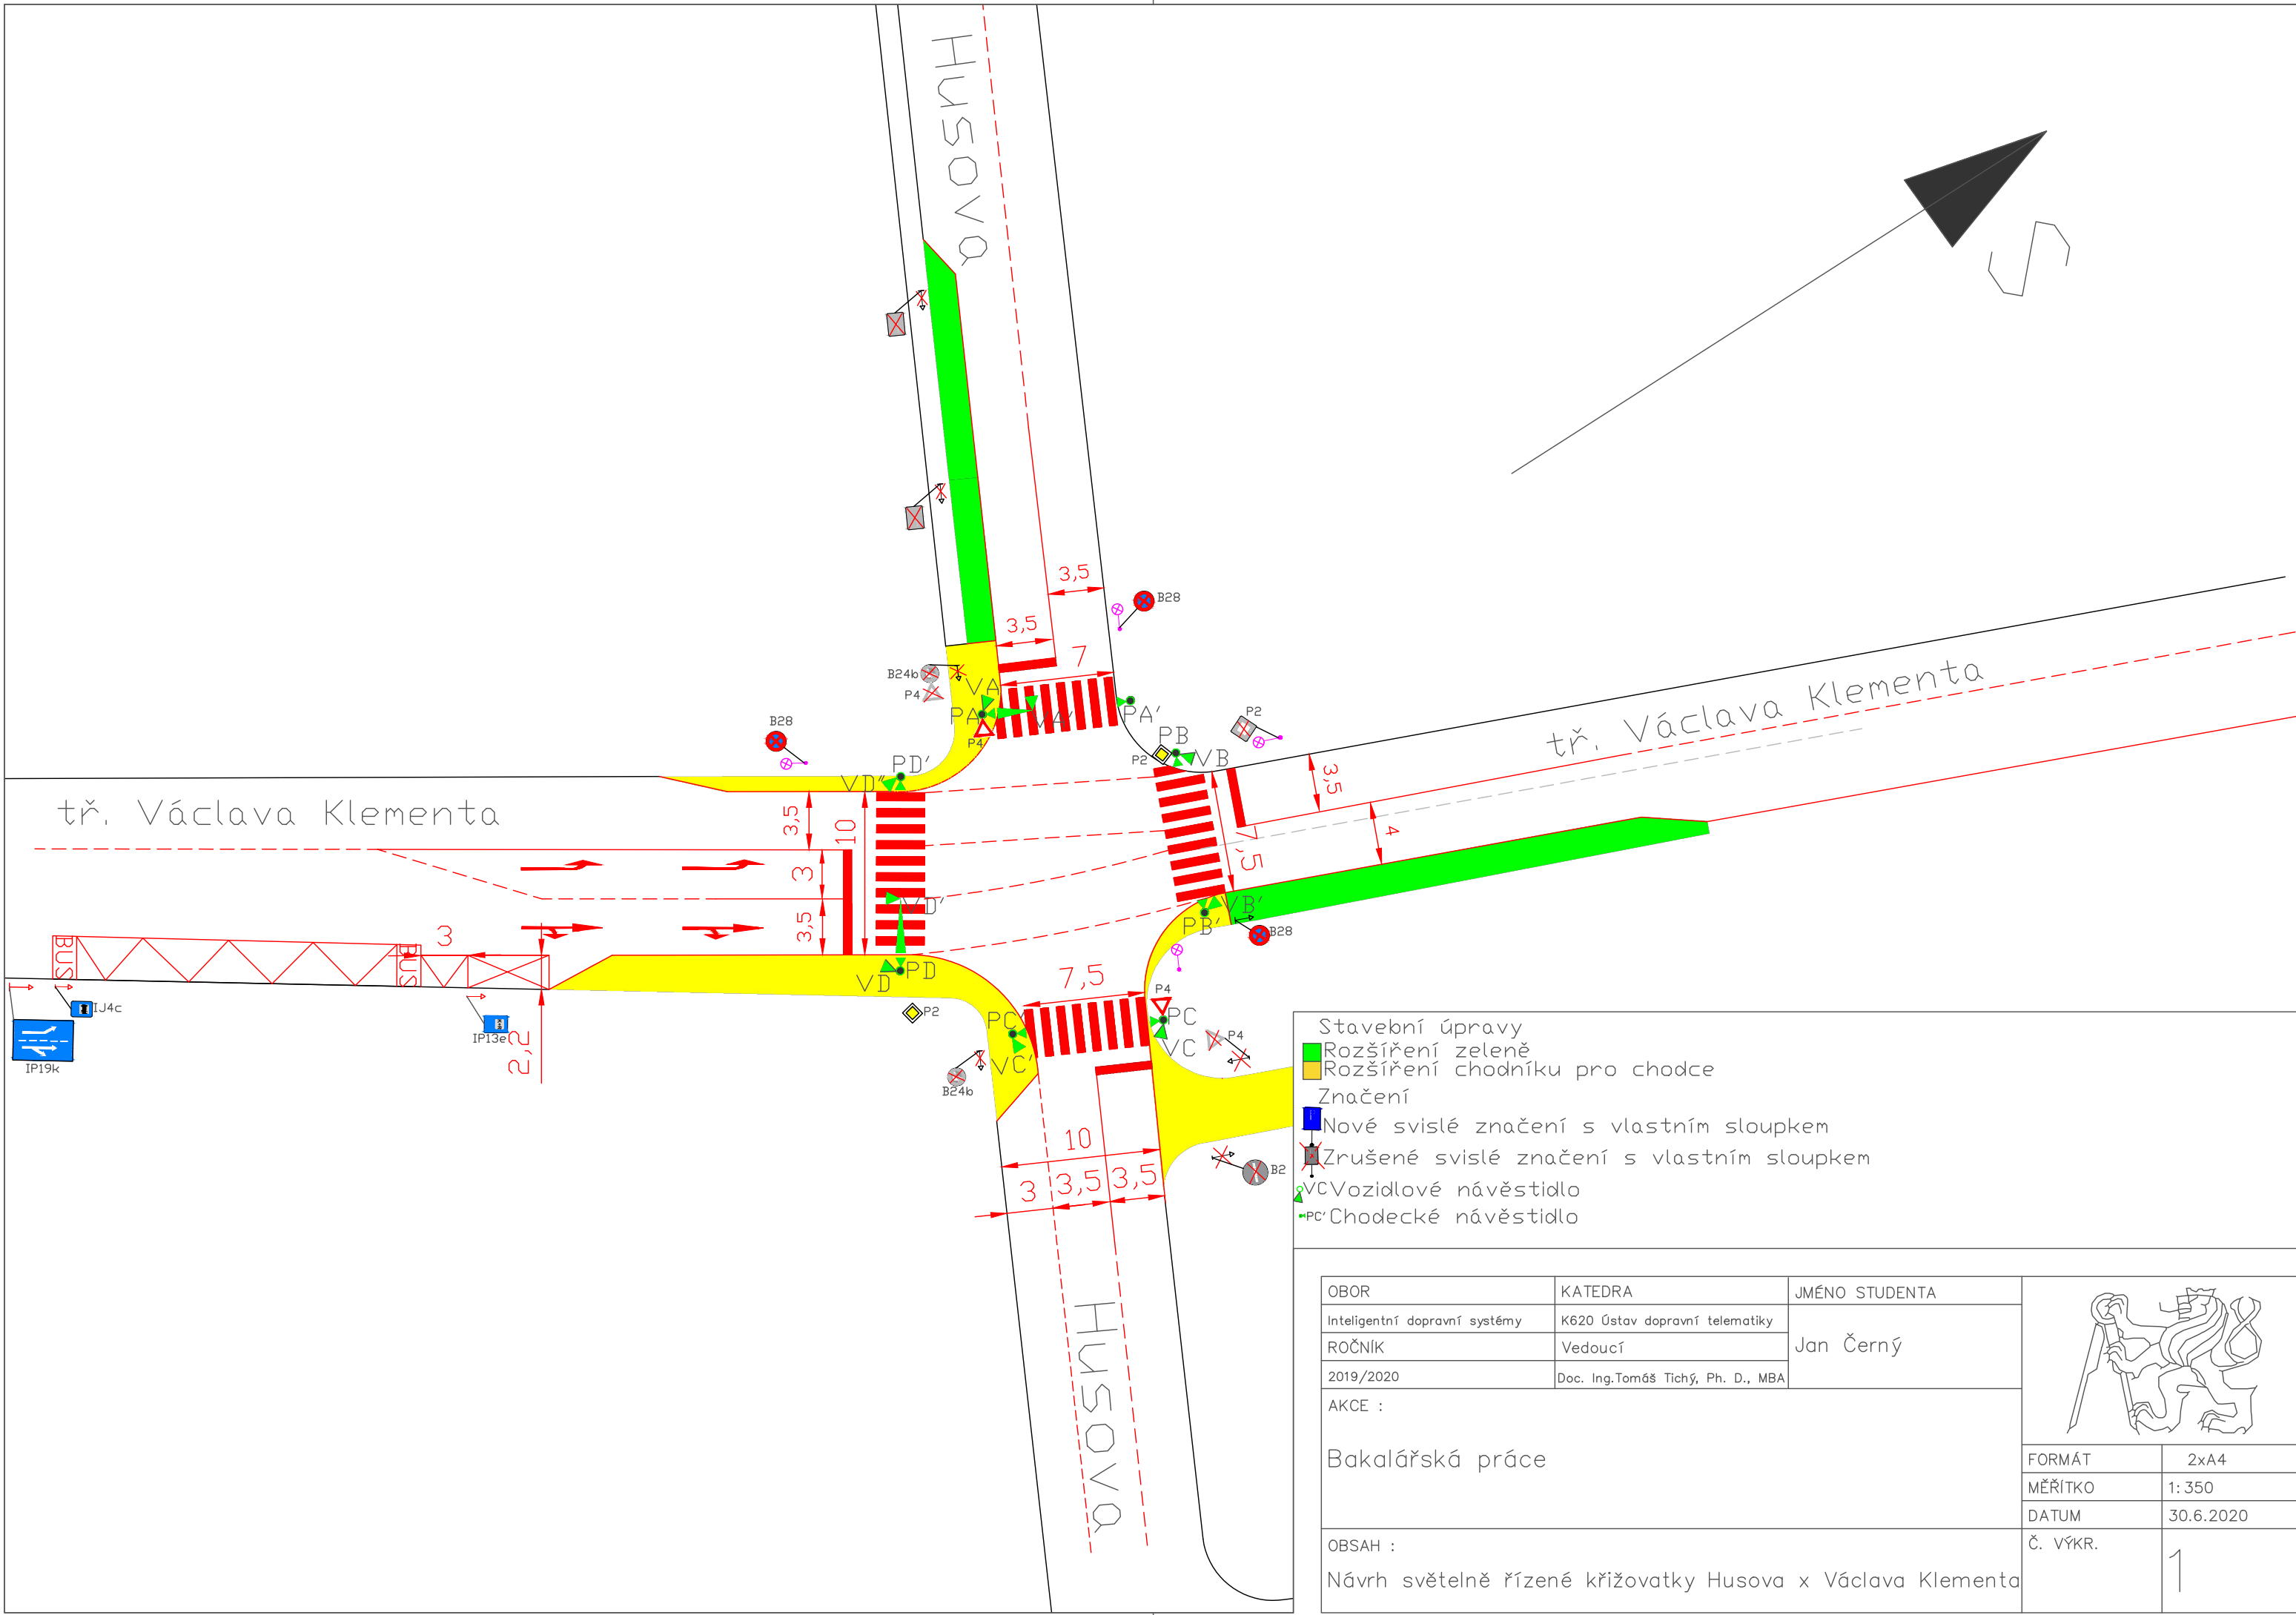 Husova
3,5
3,5
7
B28
B24b
P4
VA
PA
VA'
PA'
P4
B28
P2
PB
P2
VB
PD'
VD''
tř. Václava Klementa
tř. Václava Klementa
3,5
10
3
3,5
VD'
3,5
4
7,5
VB'
PB'
B28
BUS
BUS
3
VD
PD
P2
IJ4c
IP13e
IP19k
2,2
7,5
PC
VC'
B24b
P4
PC
VC
P4
B2
10
3
3,5
3,5
Husova
S
Stavební úpravy
Rozšíření zeleně
Rozšíření chodníku pro chodce
Značení
Nové svislé značení s vlastním sloupkem
Zrušené svislé značení s vlastním sloupkem
VC Vozidlové návěstidlo
PC' Chodecké návěstidlo
OBOR
KATEDRA
JMÉNO STUDENTA
Inteligentní dopravní systémy
K620 Ústav dopravní telematiky
Jan Černý
ROČNÍK
Vedoucí
2019/2020
Doc. Ing.Tomáš Tichý, Ph. D., MBA
AKCE :
Bakalářská práce
FORMÁT
2xA4
MĚŘÍTKO
1:350
DATUM
30.6.2020
OBSAH :
Návrh světelně řízené křižovatky Husova x Václava Klementa
Č. VÝKR.
1